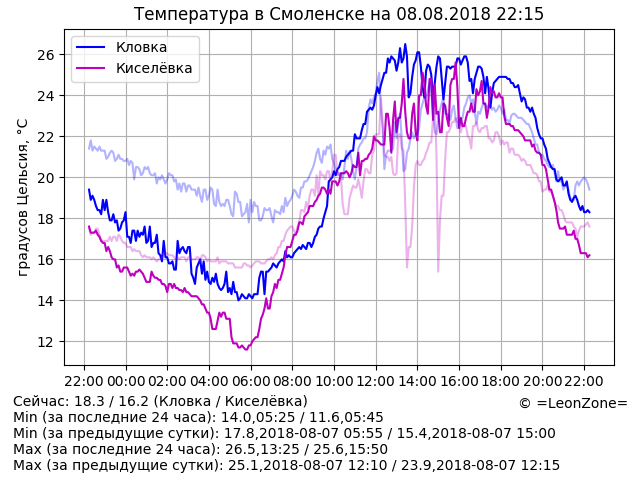 Температура в Смоленске на 08.08.2018 22:15
Кловка
Киселёвка
градусов Цельсия, °C
26
24
22
20
18
16
14
12
22:00 00:00 02:00 04:00 06:00 08:00 10:00 12:00 14:00 16:00 18:00 20:00 22:00
Сейчас: 18.3 / 16.2 (Кловка / Киселёвка)
© =LeonZone=
Min (за последние 24 часа): 14.0,05:25 / 11.6,05:45
Min (за предыдущие сутки): 17.8,2018-08-07 05:55 / 15.4,2018-08-07 15:00
Max (за последние 24 часа): 26.5,13:25 / 25.6,15:50
Max (за предыдущие сутки): 25.1,2018-08-07 12:10 / 23.9,2018-08-07 12:15